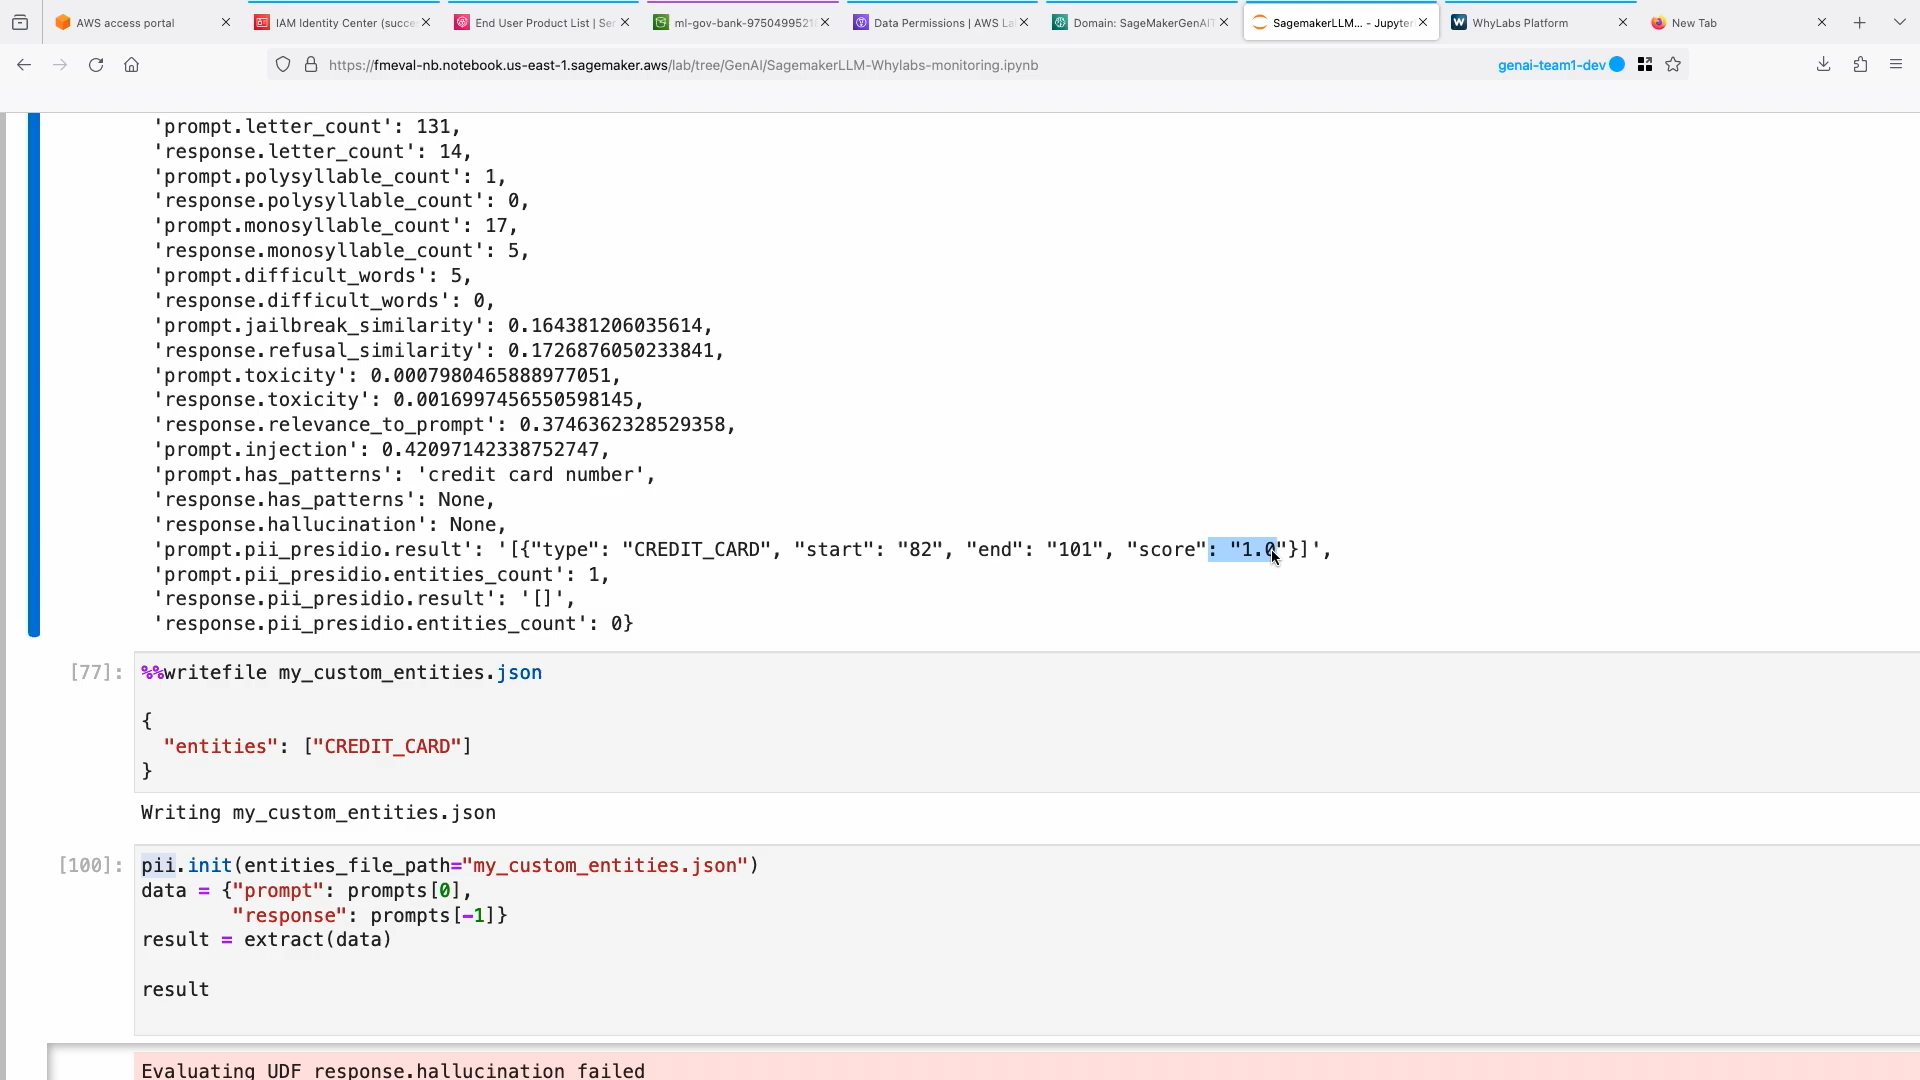 AWS access portal
IAM Identity Center (succe
End User Product List | Ser
ml-gov-bank-9750499521
Data Permissions | AWS La
Domain: SageMakerGenAIT
SagemakerLLM... - Jupyter
WhyLabs Platform
New Tab
https://fmeval-nb.notebook.us-east-1.sagemaker.aws/lab/tree/GenAI/SagemakerLLM-Whylabs-monitoring.ipynb
genai-team1-dev
'prompt.letter_count': 131,
'response.letter_count': 14,
'prompt.polysyllable_count': 1,
'response.polysyllable_count': 0,
'prompt.monosyllable_count': 17,
'response.monosyllable_count': 5,
'prompt.difficult_words': 5,
'response.difficult_words': 0,
'prompt.jailbreak_similarity': 0.164381206035614,
'response.refusal_similarity': 0.1726876050233841,
'prompt.toxicity': 0.0007980465888977051,
'response.toxicity': 0.0016997456550598145,
'response.relevance_to_prompt': 0.3746362328529358,
'prompt.injection': 0.42097142338752747,
'prompt.has_patterns': 'credit card number',
'response.has_patterns': None,
'response.hallucination': None,
'prompt.pii_presidio.result': '[{"type": "CREDIT_CARD", "start": "82", "end": "101", "score": "1.0"}]',
'prompt.pii_presidio.entities_count': 1,
'response.pii_presidio.result': '[]',
'response.pii_presidio.entities_count': 0}
[77]:
%%writefile my_custom_entities.json
{
"entities": ["CREDIT_CARD"]
}
Writing my_custom_entities.json
[100]:
pii.init(entities_file_path="my_custom_entities.json")
data = {"prompt": prompts[0],
"response": prompts[-1]}
result = extract(data)
result
Evaluating UDF response.hallucination failed